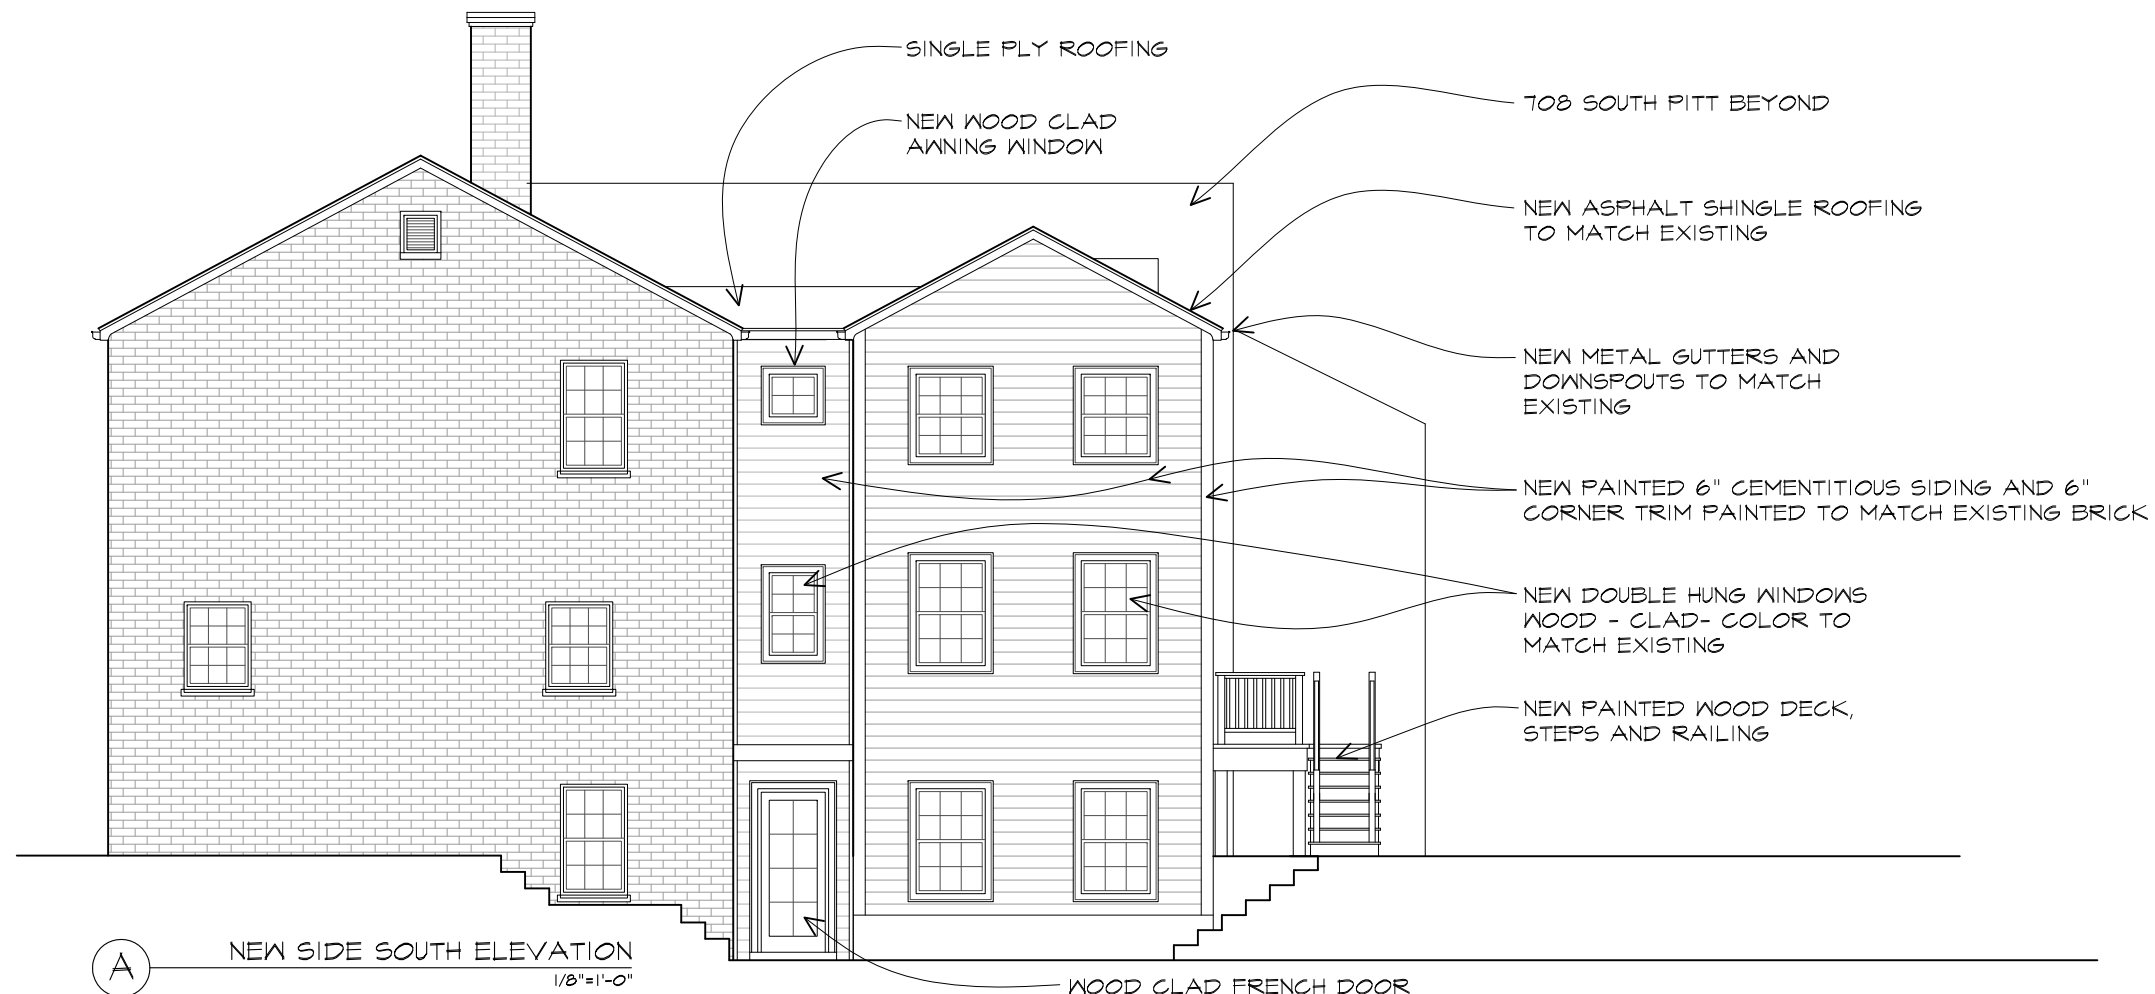 SINGLE PLY ROOFING
NEW WOOD CLAD
AWNING WINDOW
708 SOUTH PITT BEYOND
NEW ASPHALT SHINGLE ROOFING
TO MATCH EXISTING
NEW METAL GUTTERS AND
DOWNSPOUTS TO MATCH
EXISTING
NEW PAINTED 6" CEMENTITIOUS SIDING AND 6"
CORNER TRIM PAINTED TO MATCH EXISTING BRICK
NEW DOUBLE HUNG WINDOWS
WOOD - CLAD- COLOR TO
MATCH EXISTING
NEW PAINTED WOOD DECK,
STEPS AND RAILING
WOOD CLAD FRENCH DOOR
A
NEW SIDE SOUTH ELEVATION
1/8"=1'-0"